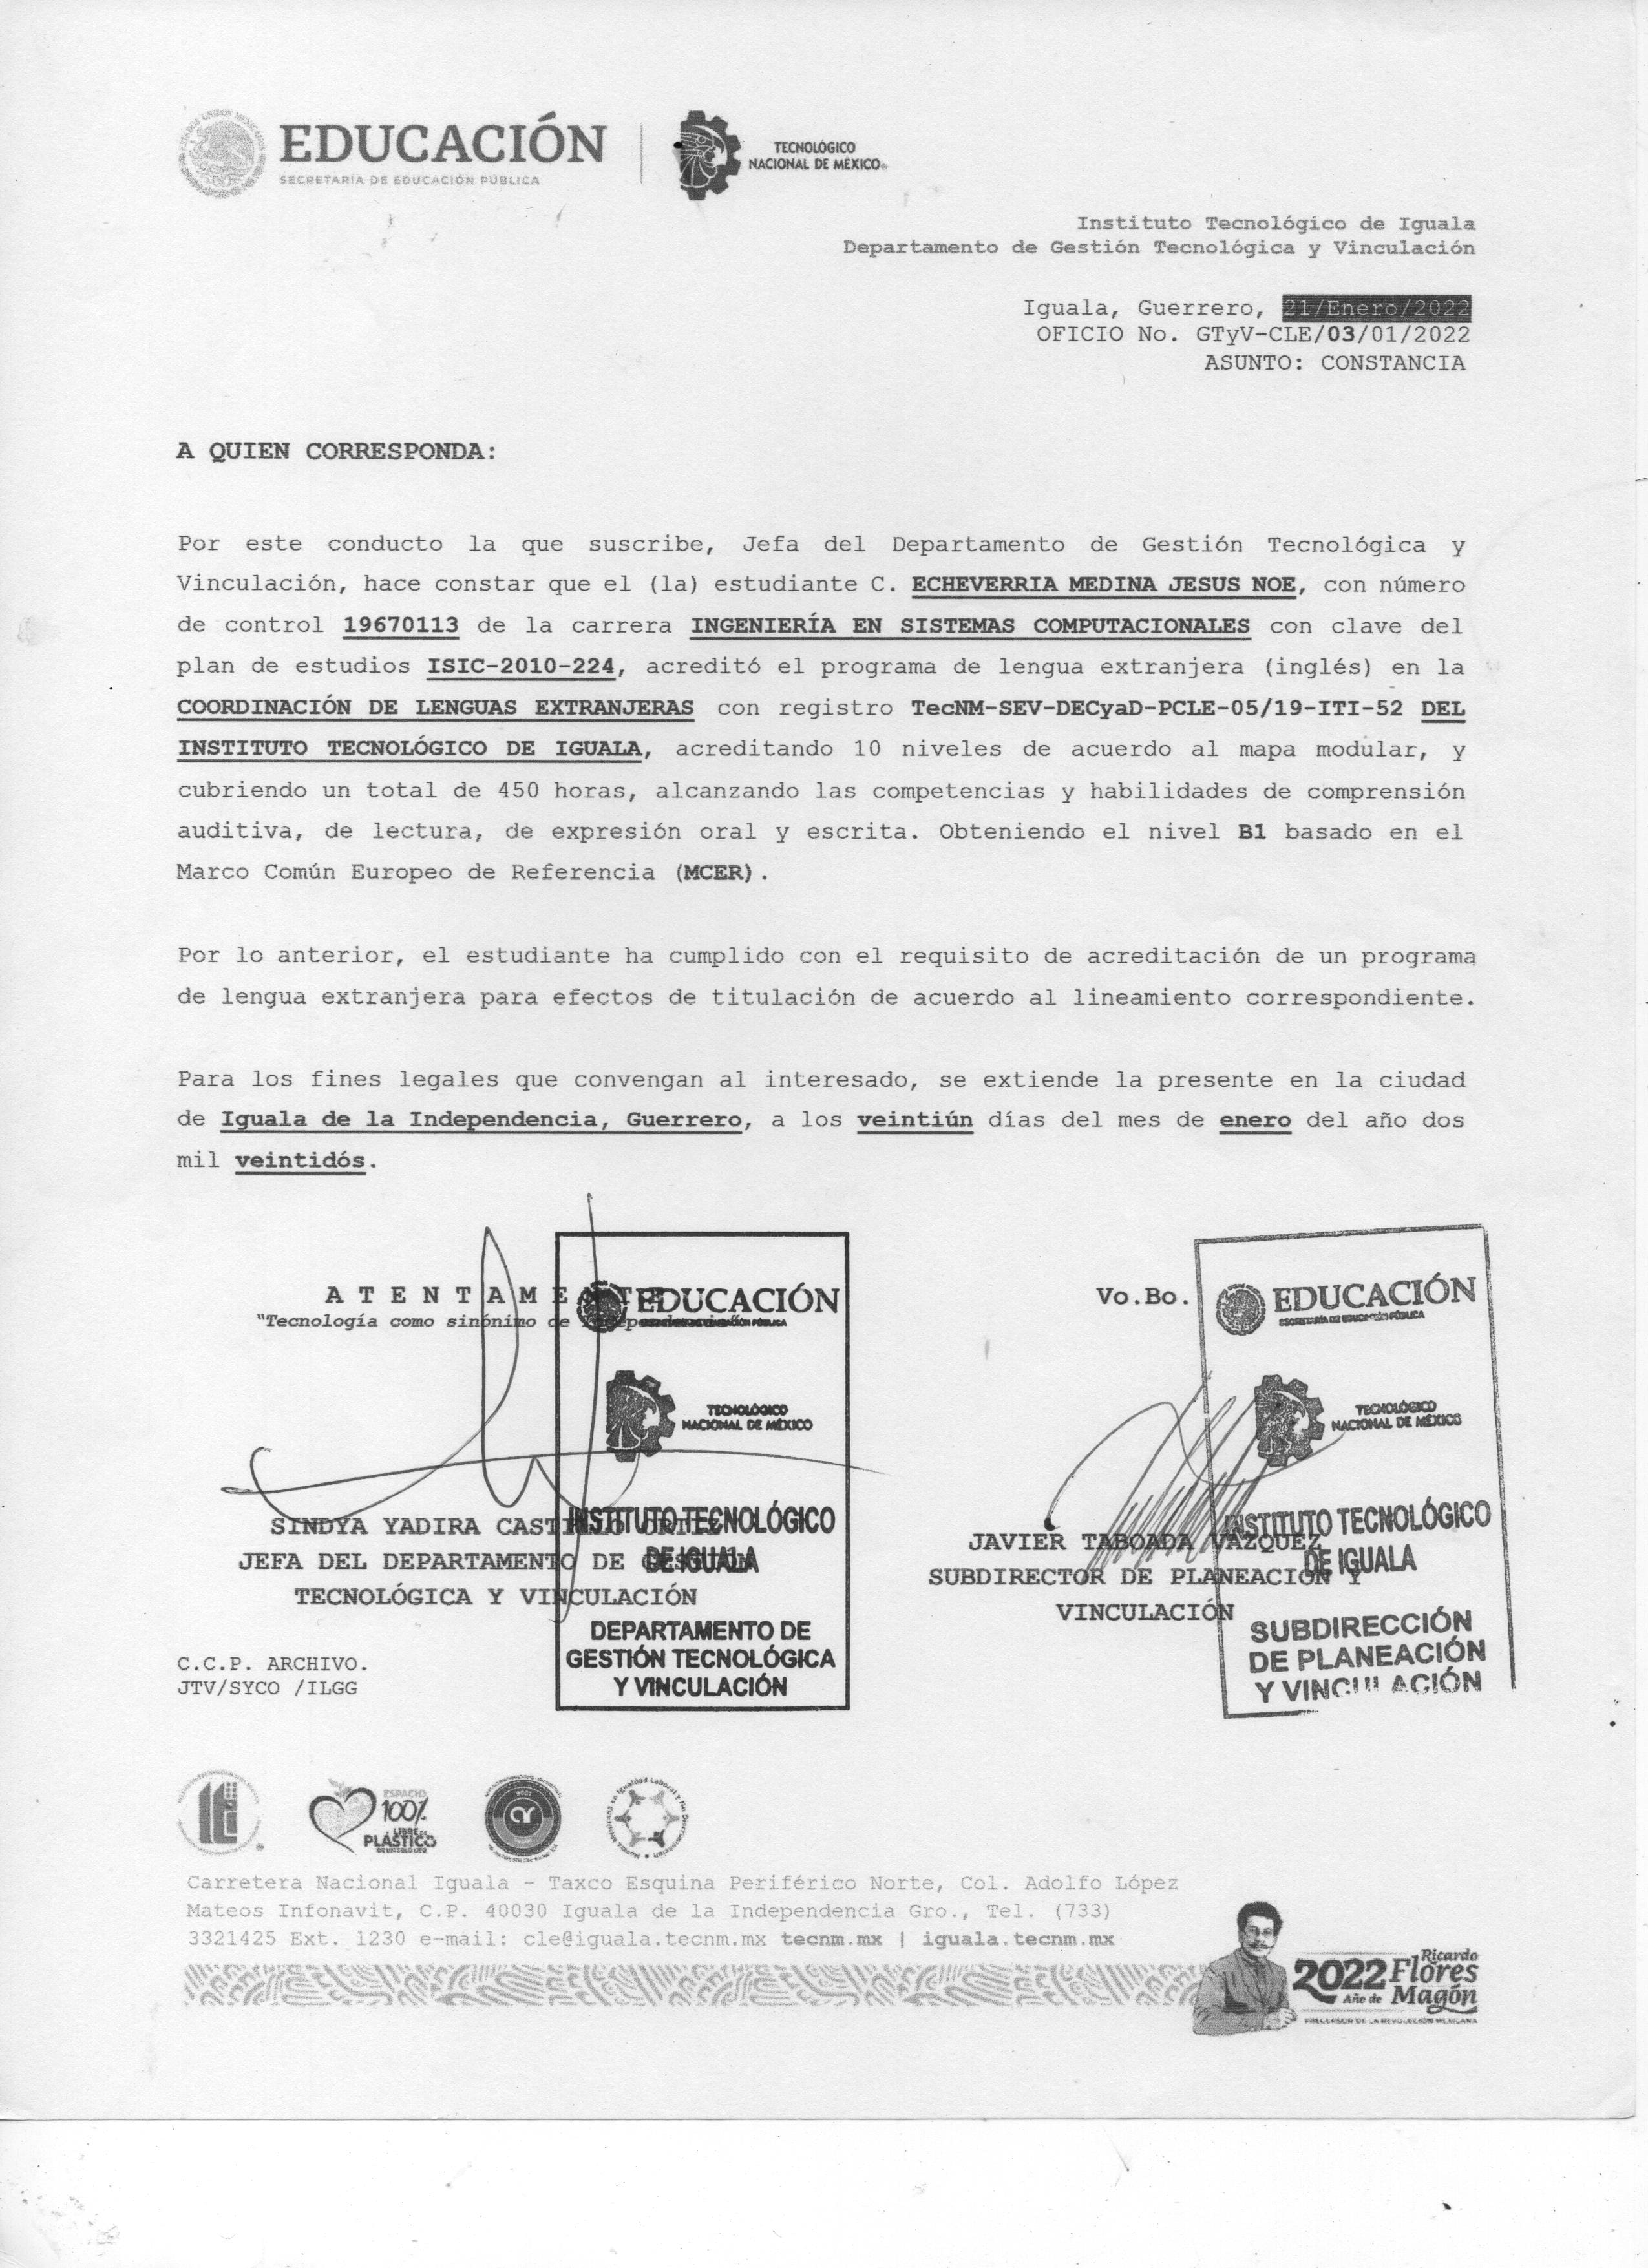 EDUCACIÓN
SECRETARÍA DE EDUCACIÓN PÚBLICA
TECNOLÓGICO
NACIONAL DE MÉXICO®
Instituto Tecnológico de Iguala
Departamento de Gestión Tecnológica y Vinculación
Iguala, Guerrero, 21/Enero/2022
OFICIO No. GTyV-CLE/03/01/2022
ASUNTO: CONSTANCIA
A QUIEN CORRESPONDA:
Por este conducto la que suscribe, Jefa del Departamento de Gestión Tecnológica y
Vinculación, hace constar que el (la) estudiante C. ECHEVERRIA MEDINA JESUS NOE, con número
de control 19670113 de la carrera INGENIERÍA EN SISTEMAS COMPUTACIONALES con clave del
plan de estudios ISIC-2010-224, acreditó el programa de lengua extranjera (inglés) en la
COORDINACIÓN DE LENGUAS EXTRANJERAS con registro TecNM-SEV-DECyaD-PCLE-05/19-ITI-52 DEL
INSTITUTO TECNOLÓGICO DE IGUALA, acreditando 10 niveles de acuerdo al mapa modular, y
cubriendo un total de 450 horas, alcanzando las competencias y habilidades de comprensión
auditiva, de lectura, de expresión oral y escrita. Obteniendo el nivel B1 basado en el
Marco Común Europeo de Referencia (MCER).
Por lo anterior, el estudiante ha cumplido con el requisito de acreditación de un programa
de lengua extranjera para efectos de titulación de acuerdo al lineamiento correspondiente.
Para los fines legales que convengan al interesado, se extiende la presente en la ciudad
de Iguala de la Independencia, Guerrero, a los veintiún días del mes de enero del año dos
mil veintidós.
A T E N T A M E N T E
"Tecnología como sinónimo de independencia"
EDUCACIÓN
TECNOLÓGICO
NACIONAL DE MÉXICO
INSTITUTO TECNOLÓGICO
DE IGUALA
DEPARTAMENTO DE
GESTIÓN TECNOLÓGICA
Y VINCULACIÓN
SINDYA YADIRA CASTILLO ORTIZ
JEFA DEL DEPARTAMENTO DE GESTIÓN
TECNOLÓGICA Y VINCULACIÓN
Vo.Bo.
EDUCACIÓN
SECRETARÍA DE EDUCACIÓN PÚBLICA
TECNOLÓGICO
NACIONAL DE MÉXICO
INSTITUTO TECNOLÓGICO
DE IGUALA
SUBDIRECCIÓN
DE PLANEACIÓN
Y VINCULACIÓN
JAVIER TABOADA VÁZQUEZ
SUBDIRECTOR DE PLANEACIÓN Y
VINCULACIÓN
C.C.P. ARCHIVO.
JTV/SYCO /ILGG
ESPACIO
100%
LIBRE DE
PLÁSTICO
Carretera Nacional Iguala – Taxco Esquina Periférico Norte, Col. Adolfo López
Mateos Infonavit, C.P. 40030 Iguala de la Independencia Gro., Tel. (733)
3321425 Ext. 1230 e-mail: cle@iguala.tecnm.mx tecnm.mx | iguala.tecnm.mx
2022 Ricardo
Flores
Año de Magón
PRECURSOR DE LA REVOLUCIÓN MEXICANA